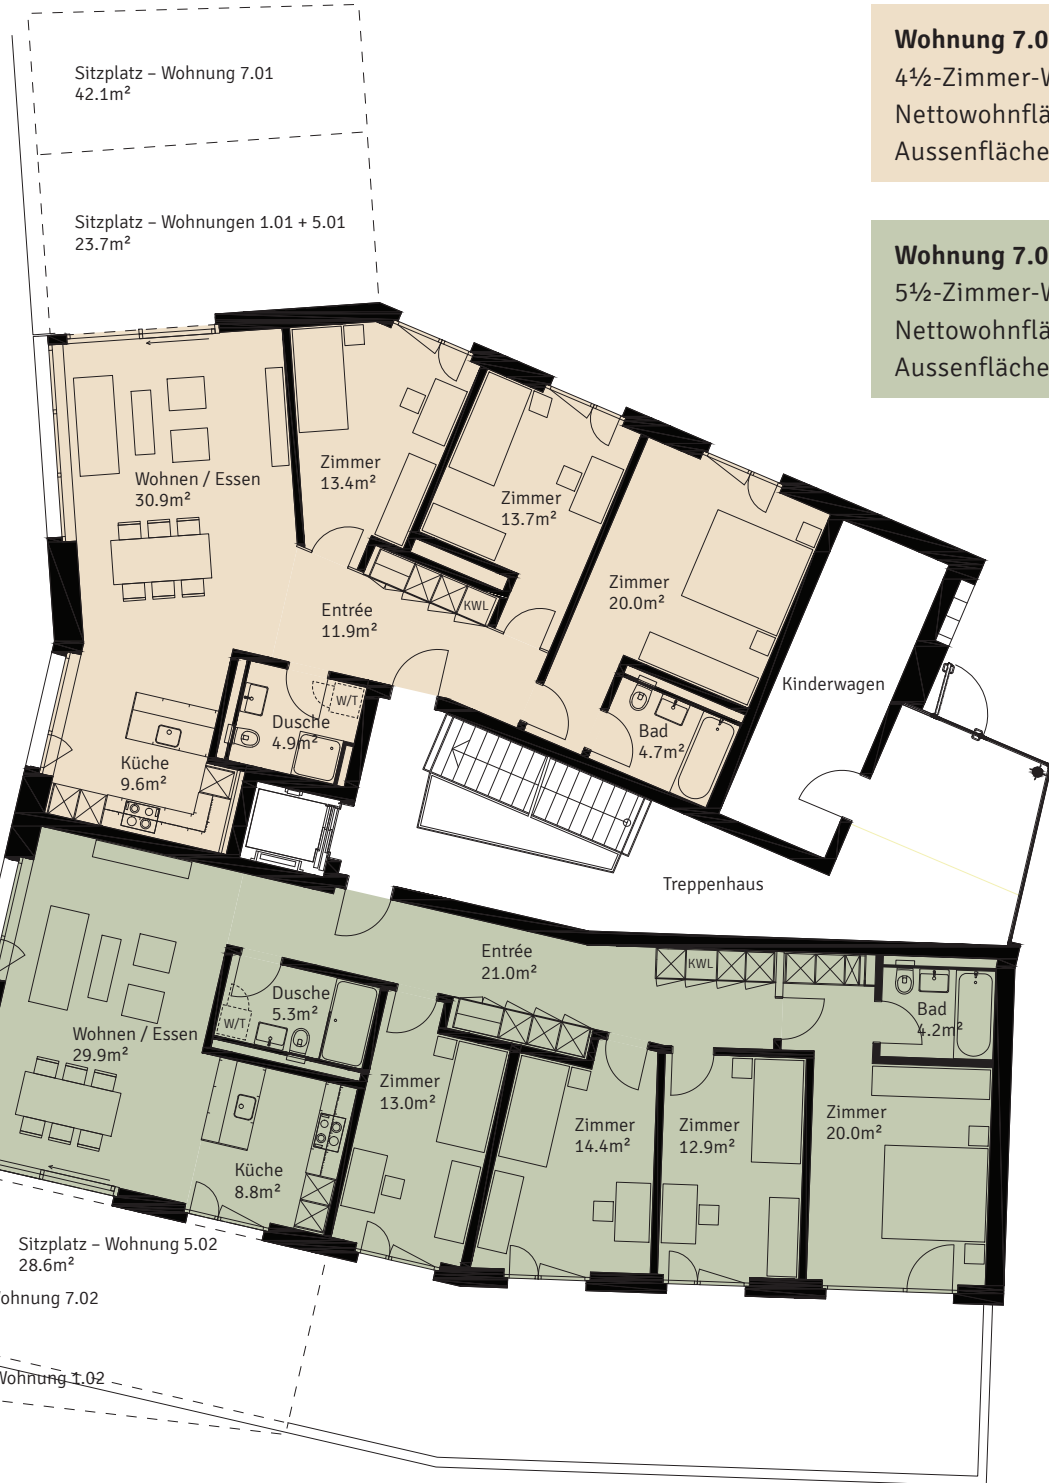 Sitzplatz – Wohnung 7.01
42.1m²
Sitzplatz – Wohnungen 1.01 + 5.01
23.7m²
Wohnung 7.0
4½-Zimmer-W
Nettowohnflä
Aussenfläche
Wohnung 7.0
5½-Zimmer-W
Nettowohnflä
Aussenfläche
Wohnen / Essen
30.9m²
Zimmer
13.4m²
Zimmer
13.7m²
Zimmer
20.0m²
Entrée
11.9m²
KWL
W/T
Dusche
4.9m²
Bad
4.7m²
Kinderwagen
Küche
9.6m²
Treppenhaus
Entrée
21.0m²
KWL
Dusche
5.3m²
W/T
Bad
4.2m²
Wohnen / Essen
29.9m²
Zimmer
13.0m²
Zimmer
14.4m²
Zimmer
12.9m²
Zimmer
20.0m²
Küche
8.8m²
Sitzplatz – Wohnung 5.02
28.6m²
ohnung 7.02
Wohnung 1.02